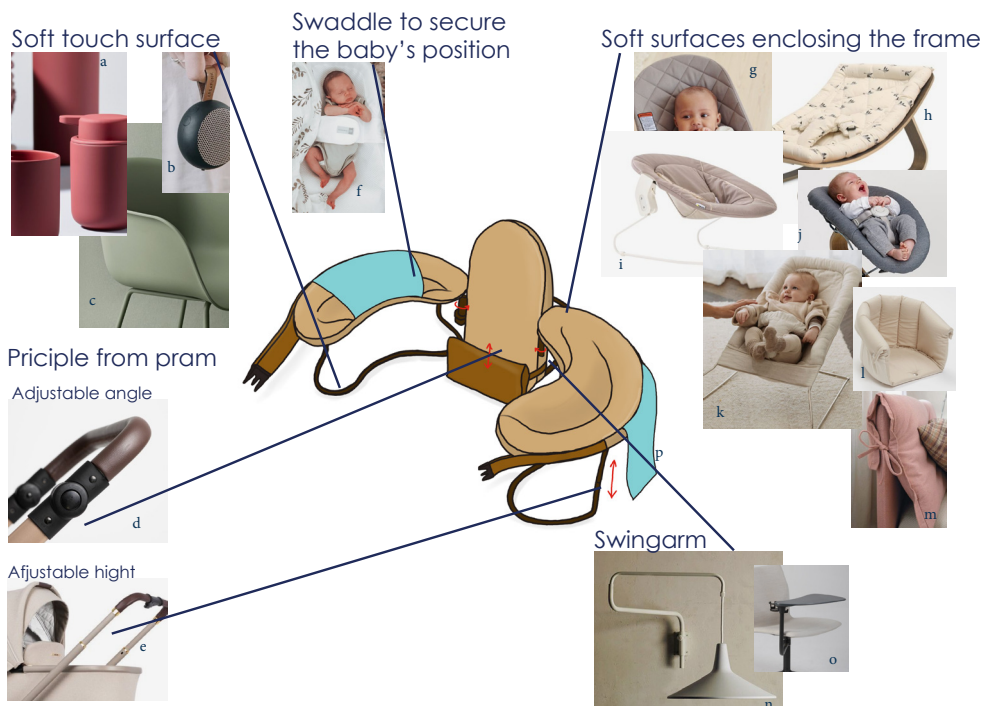 Soft touch surface
a
b
c
Swaddle to secure
the baby's position
f
Soft surfaces enclosing the frame
g
h
i
j
k
l
m
Priciple from pram
Adjustable angle
d
Afjustable hight
e
p
Swingarm
n
o